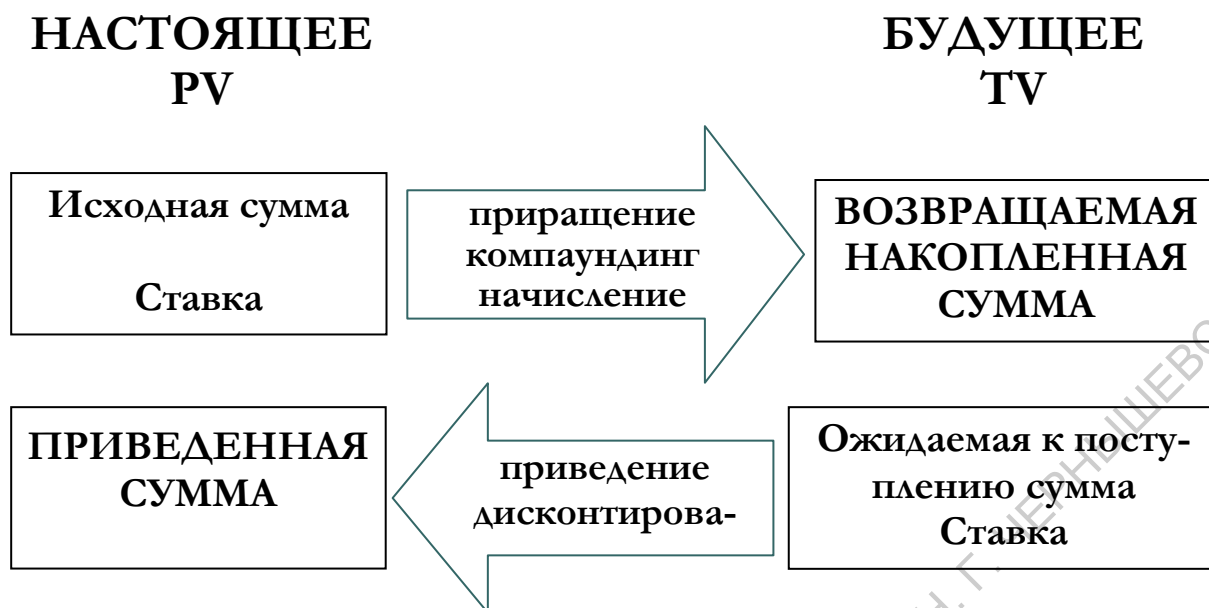 НАСТОЯЩЕЕ
PV
БУДУЩЕЕ
TV
Исходная сумма
Ставка
приращение
компаундинг
начисление
ВОЗВРАЩАЕМАЯ
НАКОПЛЕННАЯ
СУММА
ПРИВЕДЕННАЯ
СУММА
приведение
дисконтирова-
Ожидаемая к посту-
плению сумма
Ставка
Н. Г. ЧЕРНЫШЕВО